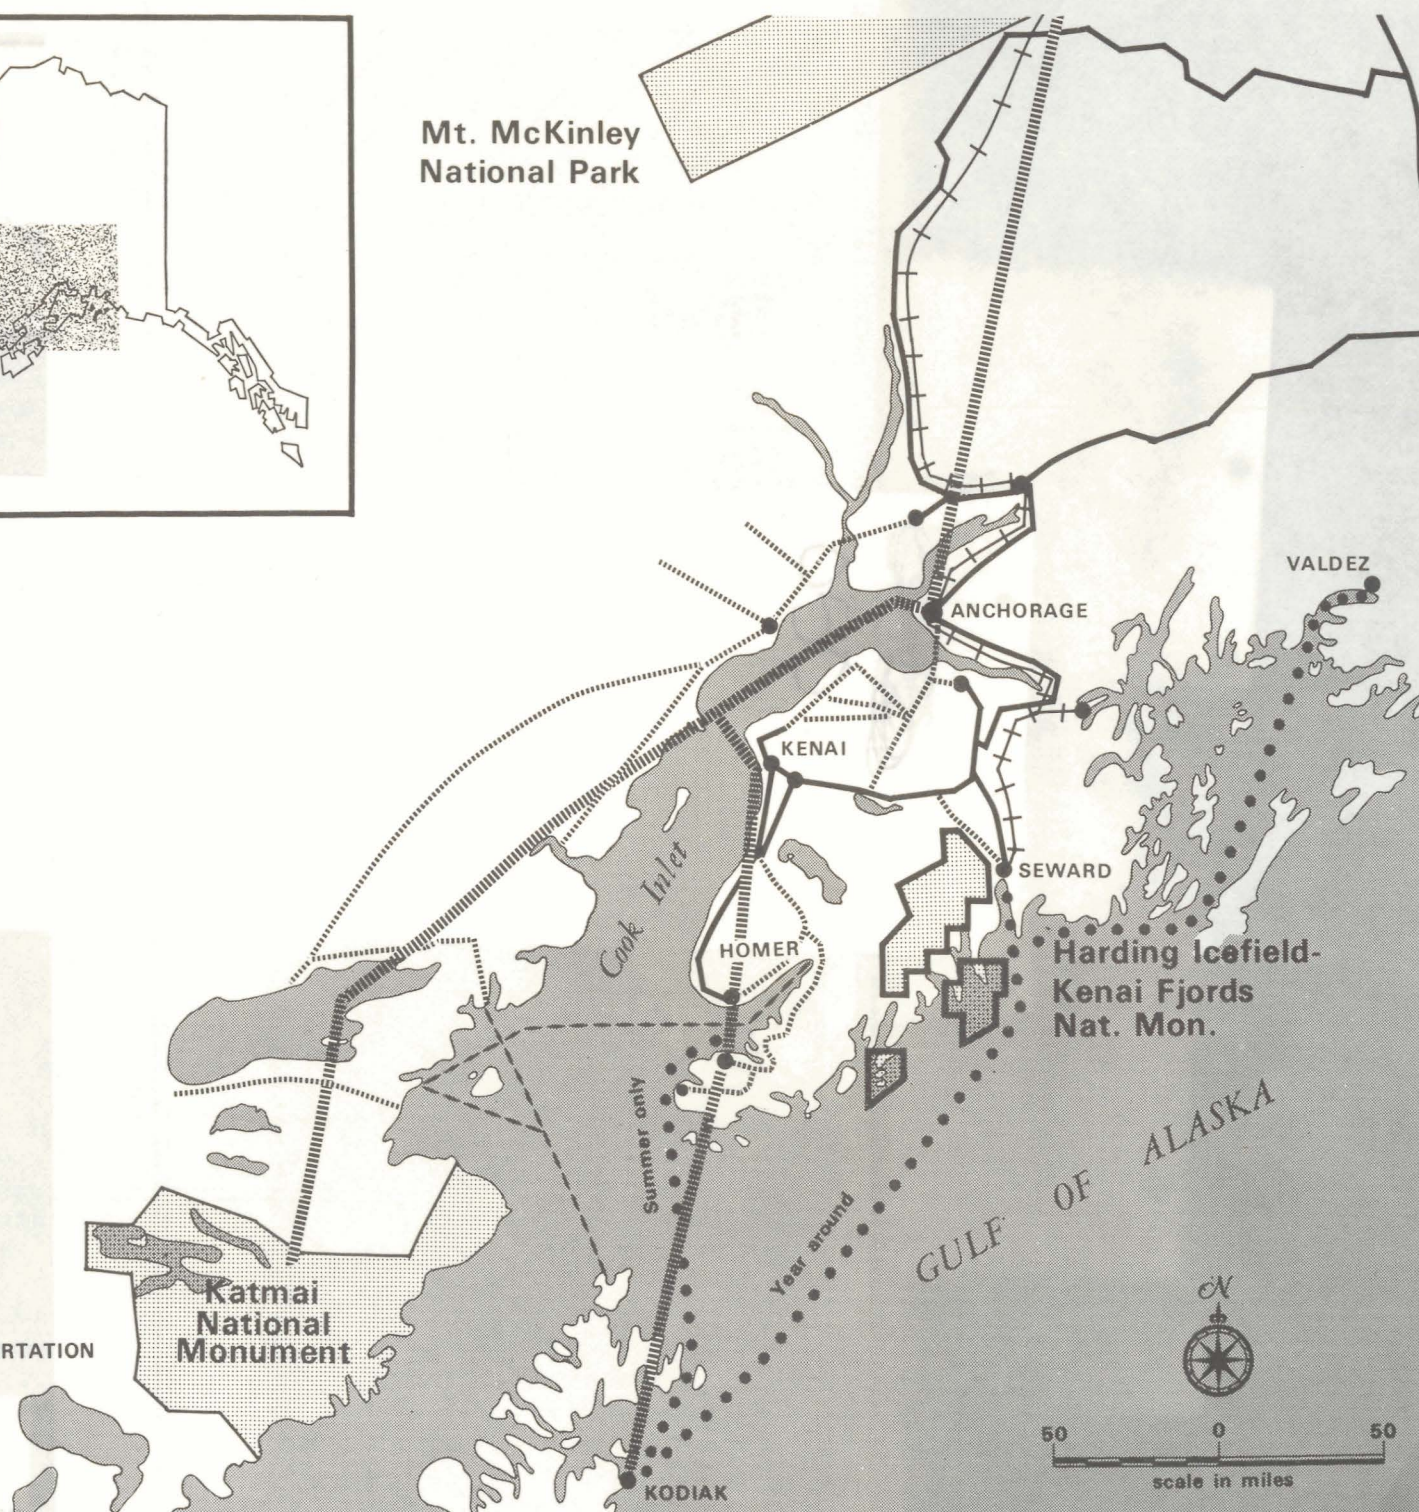 Mt. McKinley
National Park
VALDEZ
ANCHORAGE
KENAI
SEWARD
Cook Inlet
HOMER
Harding Icefield-
Kenai Fjords
Nat. Mon.
Summer only
Year around
GULF OF ALASKA
Katmai
National
Monument
RTATION
N
50 0 50
scale in miles
KODIAK